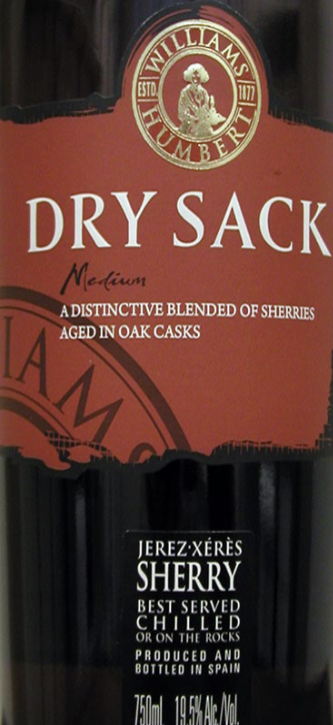 WILLIAMS
ESTD. 1877
HUMBERT
DRY SACK
Medium
A DISTINCTIVE BLENDED OF SHERRIES
AGED IN OAK CASKS
IAMS
JEREZ·XÉRÈS
SHERRY
BEST SERVED
CHILLED
OR ON THE ROCKS
PRODUCED AND
BOTTLED IN SPAIN
750ml 19.5% Alc./Vol.